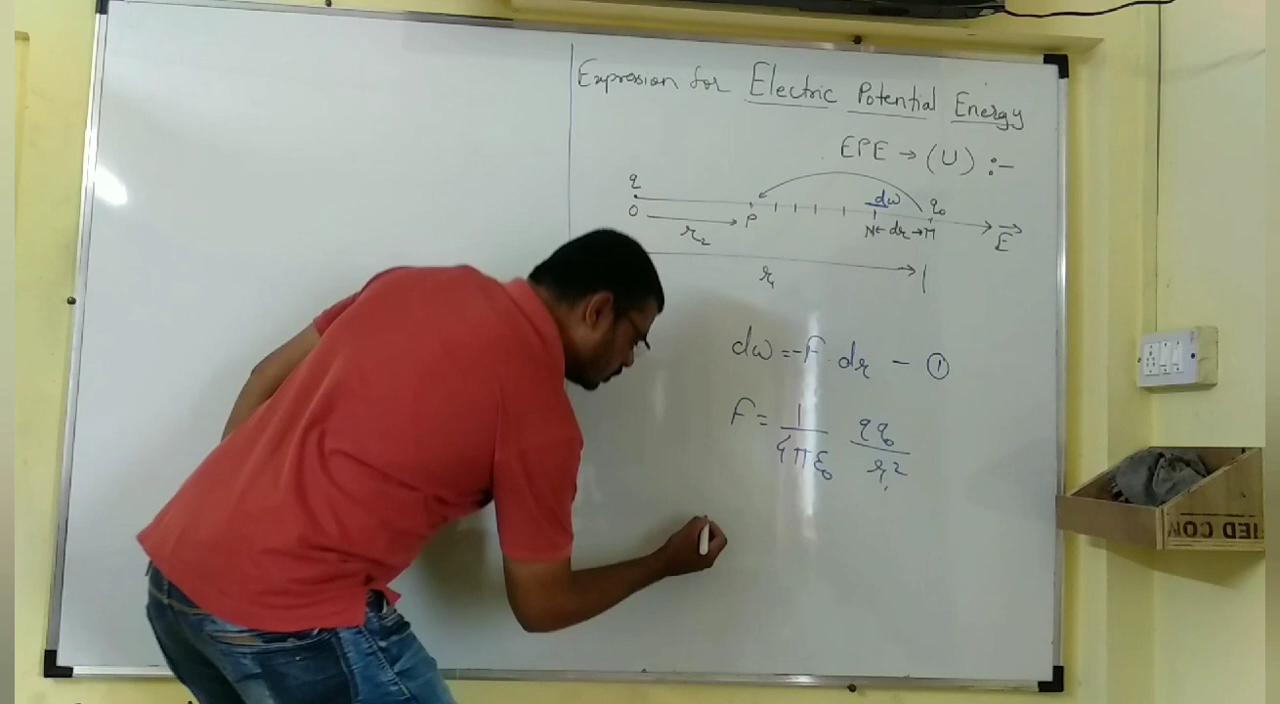 Expression for Electric Potential Energy
EPE → (U) :-
q dw q₀
O P N ← dr → M E⃗
r₂
r₁
dw = -F . dr - ①
F = 1/4πε₀ qq₀/r²
IED CON